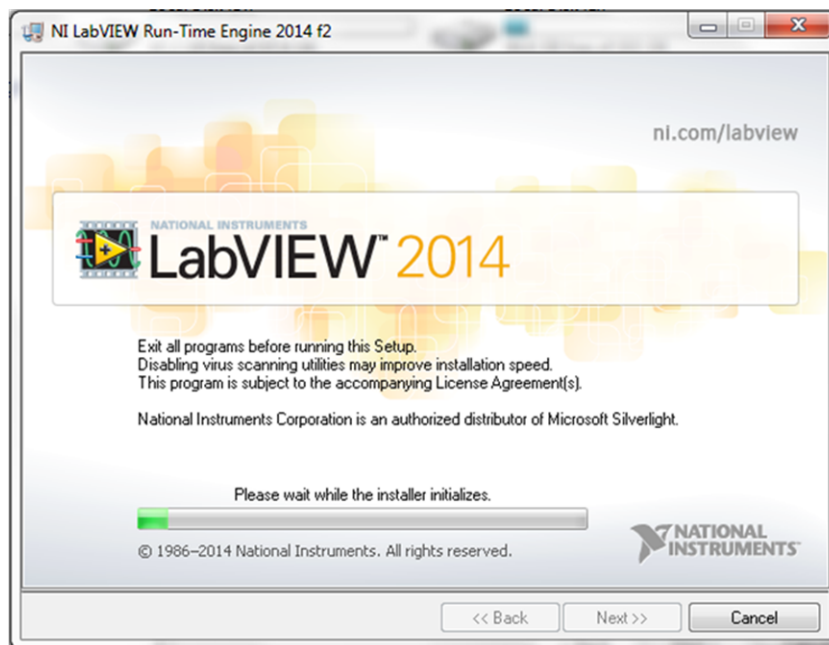 NI LabVIEW Run-Time Engine 2014 f2
ni.com/labview
NATIONAL INSTRUMENTS
LabVIEW™ 2014
Exit all programs before running this Setup.
Disabling virus scanning utilities may improve installation speed.
This program is subject to the accompanying License Agreement(s).
National Instruments Corporation is an authorized distributor of Microsoft Silverlight.
Please wait while the installer initializes.
© 1986–2014 National Instruments. All rights reserved.
NATIONAL
INSTRUMENTS™
<< Back
Next >>
Cancel